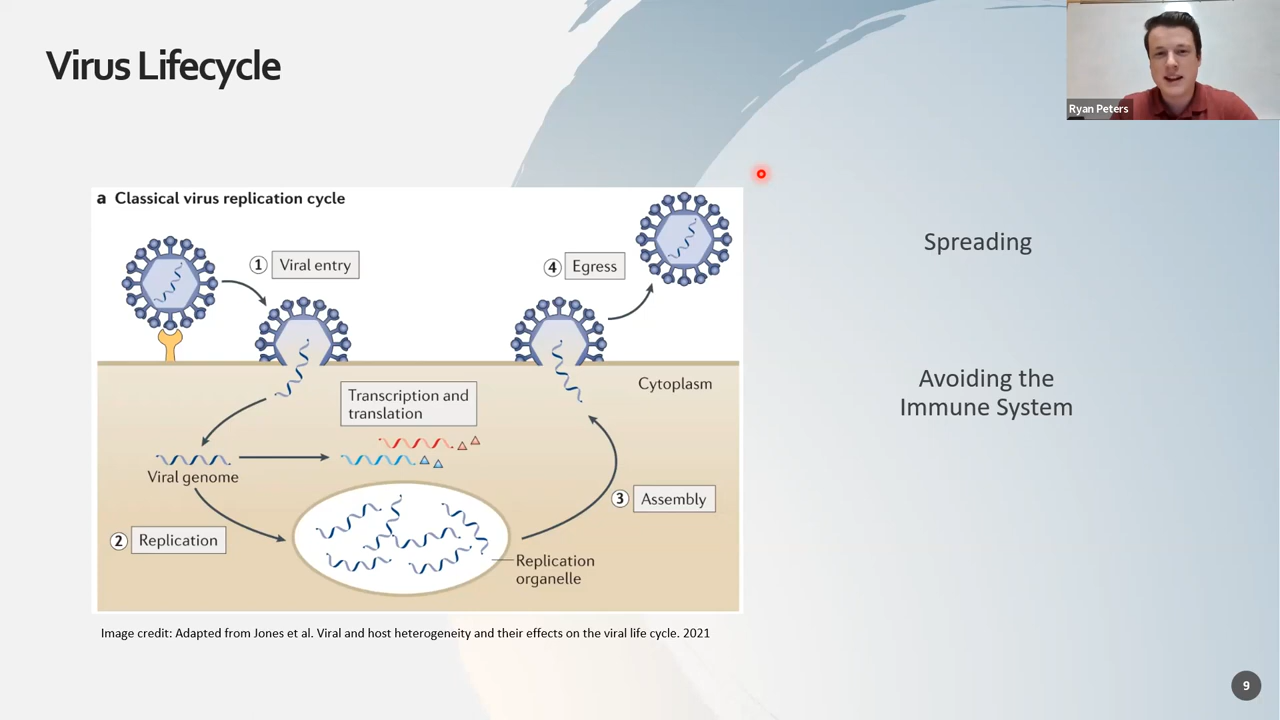 Virus Lifecycle
Ryan Peters
a Classical virus replication cycle
1 Viral entry
4 Egress
Cytoplasm
Transcription and
translation
Viral genome
2 Replication
3 Assembly
Replication
organelle
Image credit: Adapted from Jones et al. Viral and host heterogeneity and their effects on the viral life cycle. 2021
Spreading
Avoiding the
Immune System
9